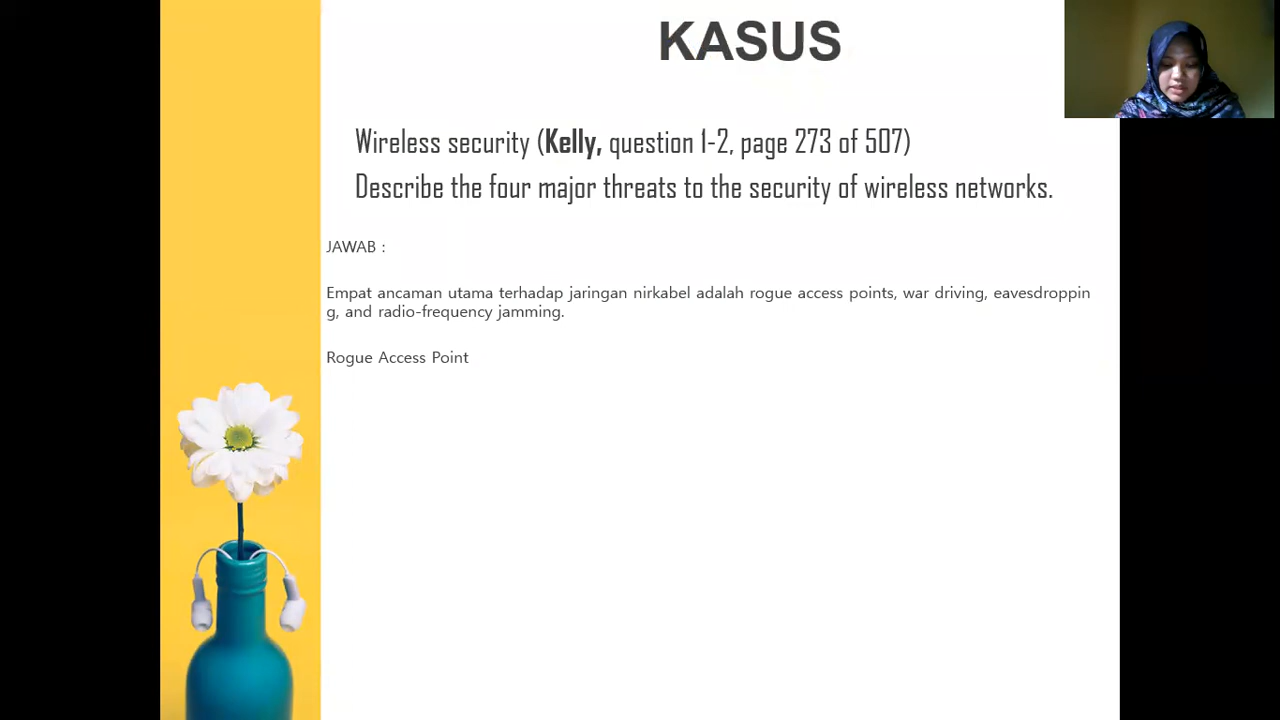 KASUS
Wireless security (Kelly, question 1-2, page 273 of 507)
Describe the four major threats to the security of wireless networks.
JAWAB :
Empat ancaman utama terhadap jaringan nirkabel adalah rogue access points, war driving, eavesdroppin
g, and radio-frequency jamming.
Rogue Access Point